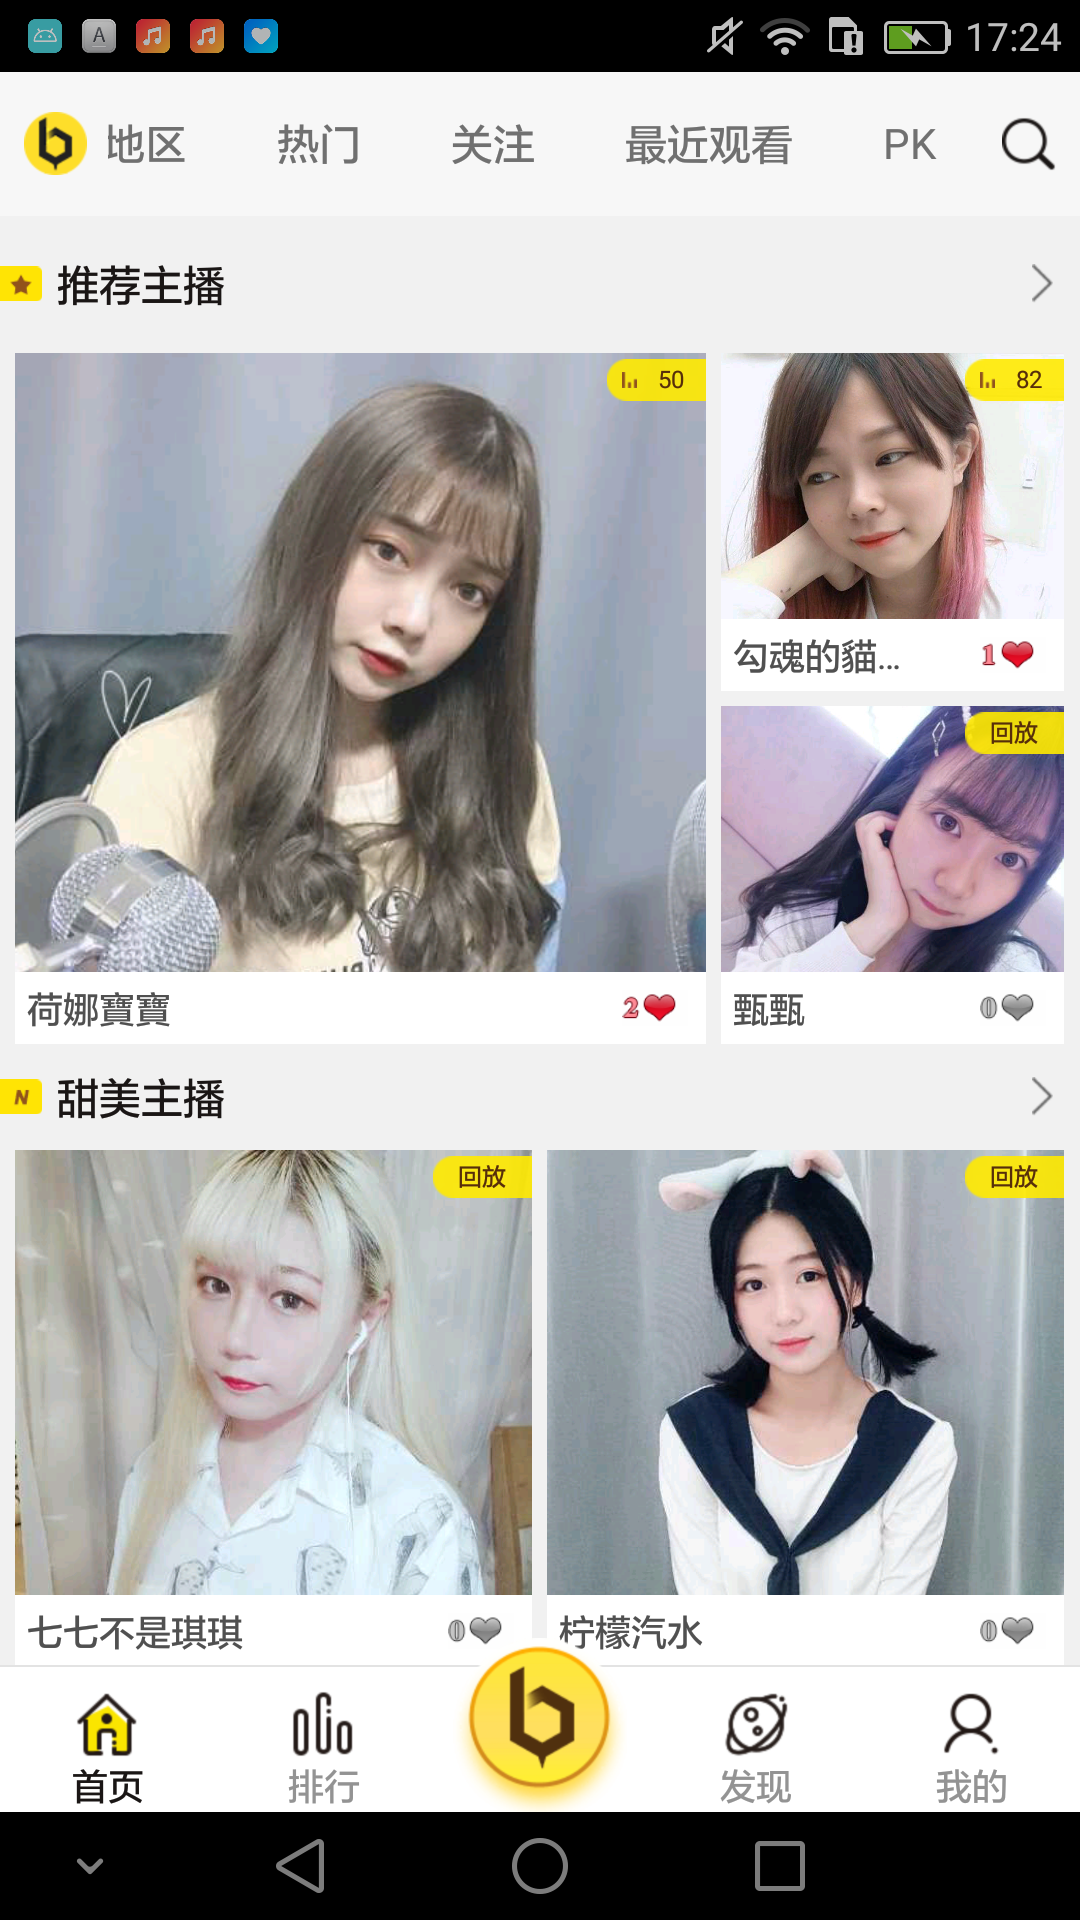 A
17:24
地区 热门 关注 最近观看 PK
推荐主播
50
82
勾魂的貓... 1
回放
荷娜寶寶 2
甄甄 0
N 甜美主播
回放
回放
七七不是琪琪 0
柠檬汽水 0
首页 排行 发现 我的